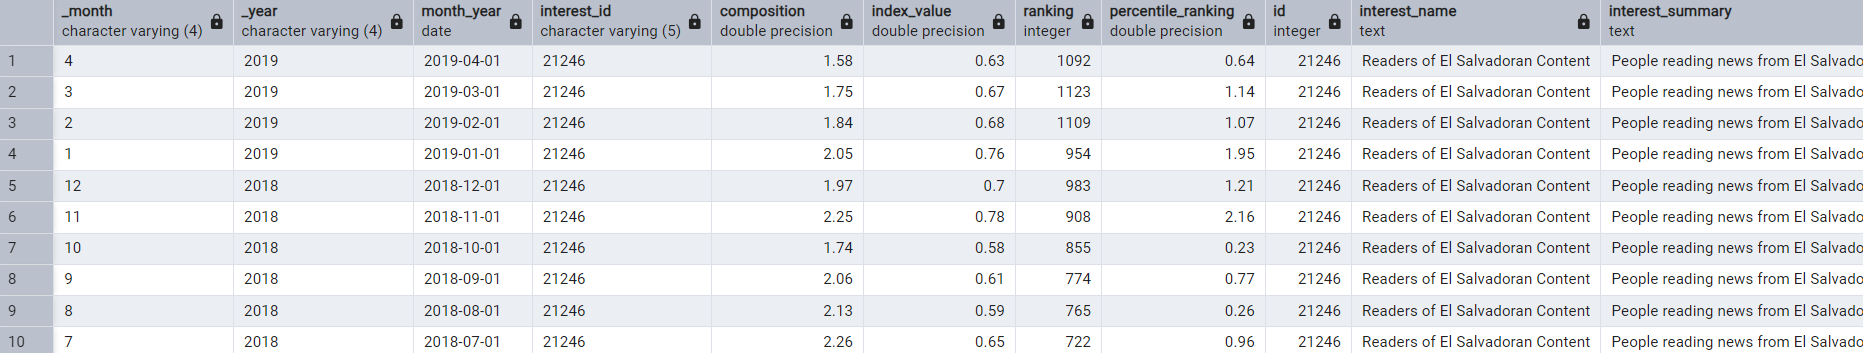 _month _year month_year interest_id composition index_value ranking percentile_ranking id interest_name interest_summary
character varying (4) character varying (4) date character varying (5) double precision double precision integer double precision integer text text
1 4 2019 2019-04-01 21246 1.58 0.63 1092 0.64 21246 Readers of El Salvadoran Content People reading news from El Salvado
2 3 2019 2019-03-01 21246 1.75 0.67 1123 1.14 21246 Readers of El Salvadoran Content People reading news from El Salvado
3 2 2019 2019-02-01 21246 1.84 0.68 1109 1.07 21246 Readers of El Salvadoran Content People reading news from El Salvado
4 1 2019 2019-01-01 21246 2.05 0.76 954 1.95 21246 Readers of El Salvadoran Content People reading news from El Salvado
5 12 2018 2018-12-01 21246 1.97 0.7 983 1.21 21246 Readers of El Salvadoran Content People reading news from El Salvado
6 11 2018 2018-11-01 21246 2.25 0.78 908 2.16 21246 Readers of El Salvadoran Content People reading news from El Salvado
7 10 2018 2018-10-01 21246 1.74 0.58 855 0.23 21246 Readers of El Salvadoran Content People reading news from El Salvado
8 9 2018 2018-09-01 21246 2.06 0.61 774 0.77 21246 Readers of El Salvadoran Content People reading news from El Salvado
9 8 2018 2018-08-01 21246 2.13 0.59 765 0.26 21246 Readers of El Salvadoran Content People reading news from El Salvado
10 7 2018 2018-07-01 21246 2.26 0.65 722 0.96 21246 Readers of El Salvadoran Content People reading news from El Salvado